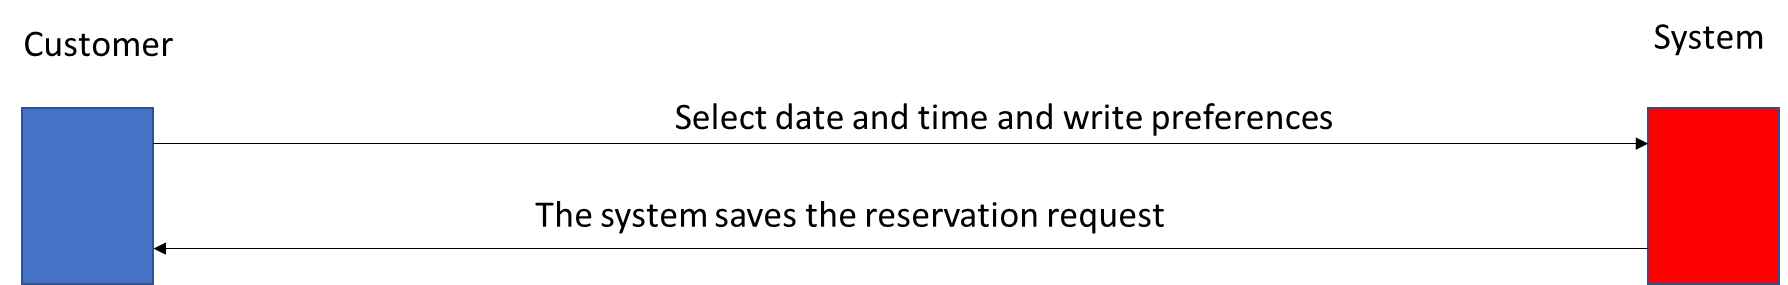 Customer
System
Select date and time and write preferences
The system saves the reservation request